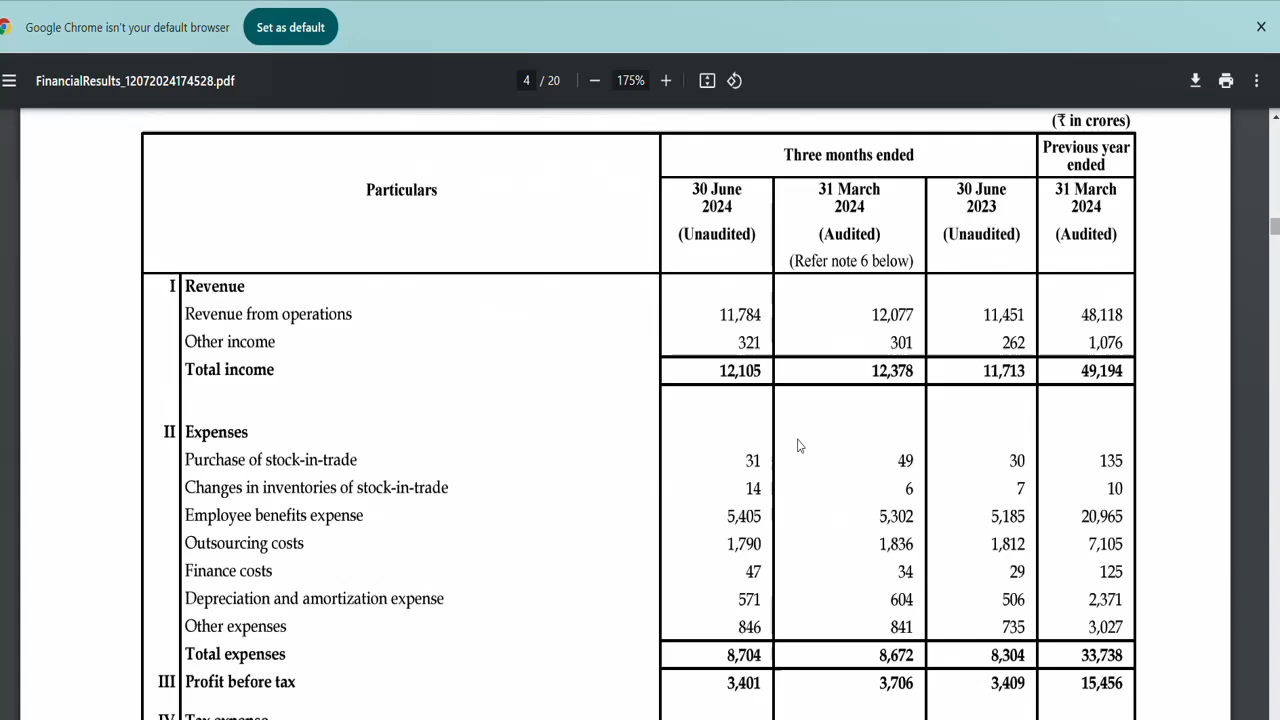 Google Chrome isn't your default browser Set as default
FinancialResults_12072024174528.pdf 4 / 20 175%
(₹ in crores)
Particulars Three months ended Previous year ended
30 June 2024 31 March 2024 30 June 2023 31 March 2024
(Unaudited) (Audited) (Unaudited) (Audited)
(Refer note 6 below)
I Revenue
Revenue from operations 11,784 12,077 11,451 48,118
Other income 321 301 262 1,076
Total income 12,105 12,378 11,713 49,194
II Expenses
Purchase of stock-in-trade 31 49 30 135
Changes in inventories of stock-in-trade 14 6 7 10
Employee benefits expense 5,405 5,302 5,185 20,965
Outsourcing costs 1,790 1,836 1,812 7,105
Finance costs 47 34 29 125
Depreciation and amortization expense 571 604 506 2,371
Other expenses 846 841 735 3,027
Total expenses 8,704 8,672 8,304 33,738
III Profit before tax 3,401 3,706 3,409 15,456
IV Tax expense